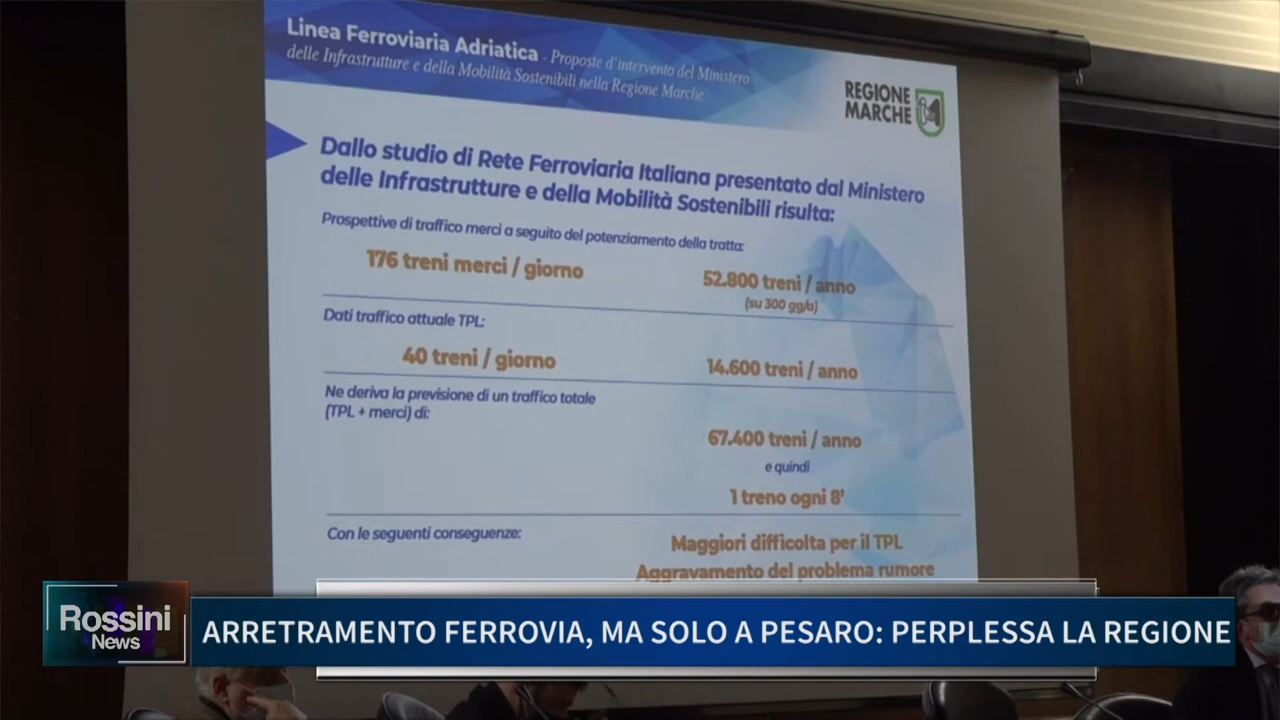 Linea Ferroviaria Adriatica - Proposte d'intervento del Ministero
delle Infrastrutture e della Mobilità Sostenibili nella Regione Marche
REGIONE
MARCHE
Dallo studio di Rete Ferroviaria Italiana presentato dal Ministero
delle Infrastrutture e della Mobilità Sostenibili risulta:
Prospettive di traffico merci a seguito del potenziamento della tratta:
176 treni merci / giorno
52.800 treni / anno
(su 300 gg/a)
Dati traffico attuale TPL:
40 treni / giorno
14.600 treni / anno
Ne deriva la previsione di un traffico totale
(TPL + merci) di:
67.400 treni / anno
e quindi
1 treno ogni 8'
Con le seguenti conseguenze:
Maggiori difficolta per il TPL
Aggravamento del problema rumore
Rossini
News
ARRETRAMENTO FERROVIA, MA SOLO A PESARO: PERPLESSA LA REGIONE